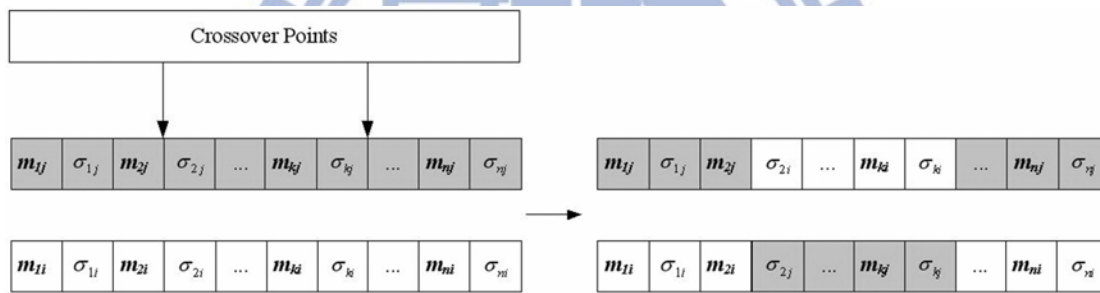 Crossover Points
m1j σ1j m2j σ2j ... mkj σkj ... mnj σnj
m1j σ1j m2j σ2i ... mki σki ... mnj σnj
m1i σ1i m2i σ2i ... mki σki ... mni σni
m1i σ1i m2i σ2j ... mkj σkj ... mni σni